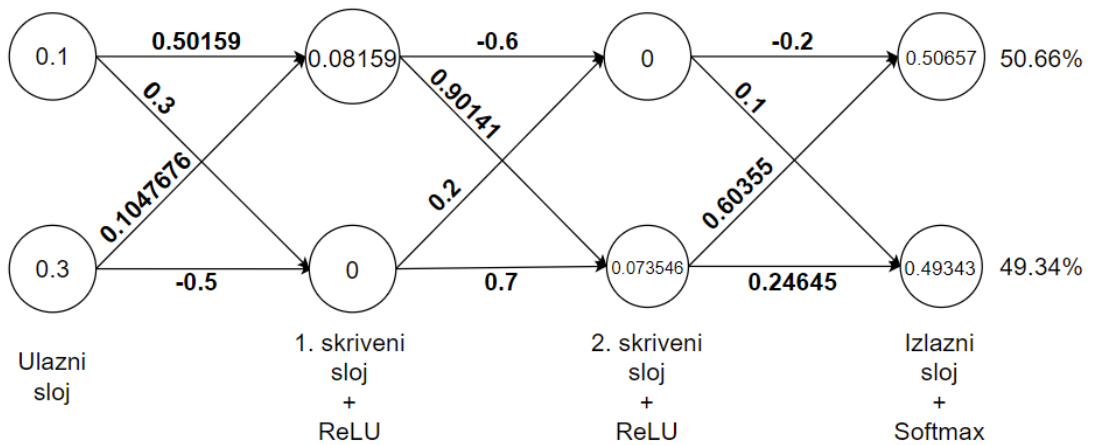 0.1
0.50159
0.08159
-0.6
0
-0.2
0.50657
50.66%
0.3
0.90141
0.1
0.1047676
0.2
0.60355
0.3
-0.5
0
0.7
0.073546
0.24645
0.49343
49.34%
Ulazni
sloj
1. skriveni
sloj
+
ReLU
2. skriveni
sloj
+
ReLU
Izlazni
sloj
+
Softmax